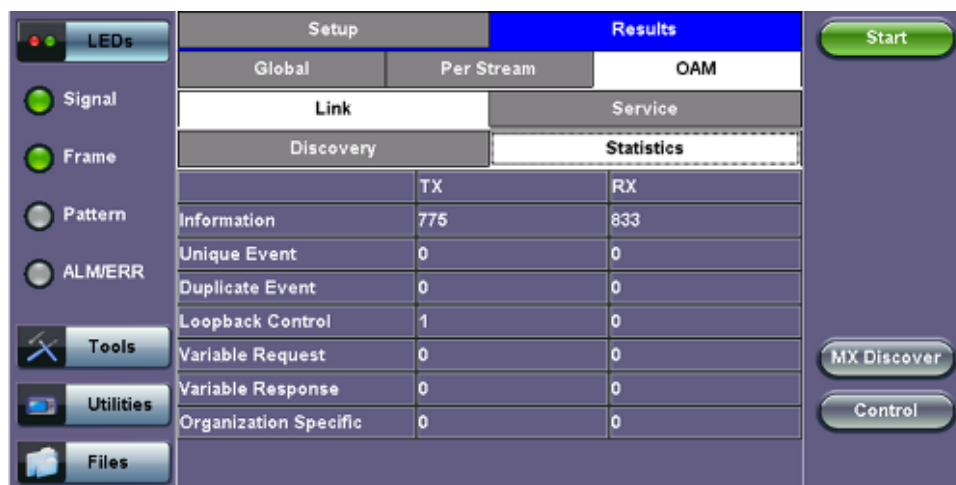 LEDs Setup Results Start
Global Per Stream OAM
Signal
Link Service
Discovery Statistics
Frame
TX RX
Pattern
Information 775 833
Unique Event 0 0
ALM/ERR
Duplicate Event 0 0
Loopback Control 1 0
Tools
Variable Request 0 0
MX Discover
Variable Response 0 0
Utilities
Control
Organization Specific 0 0
Files